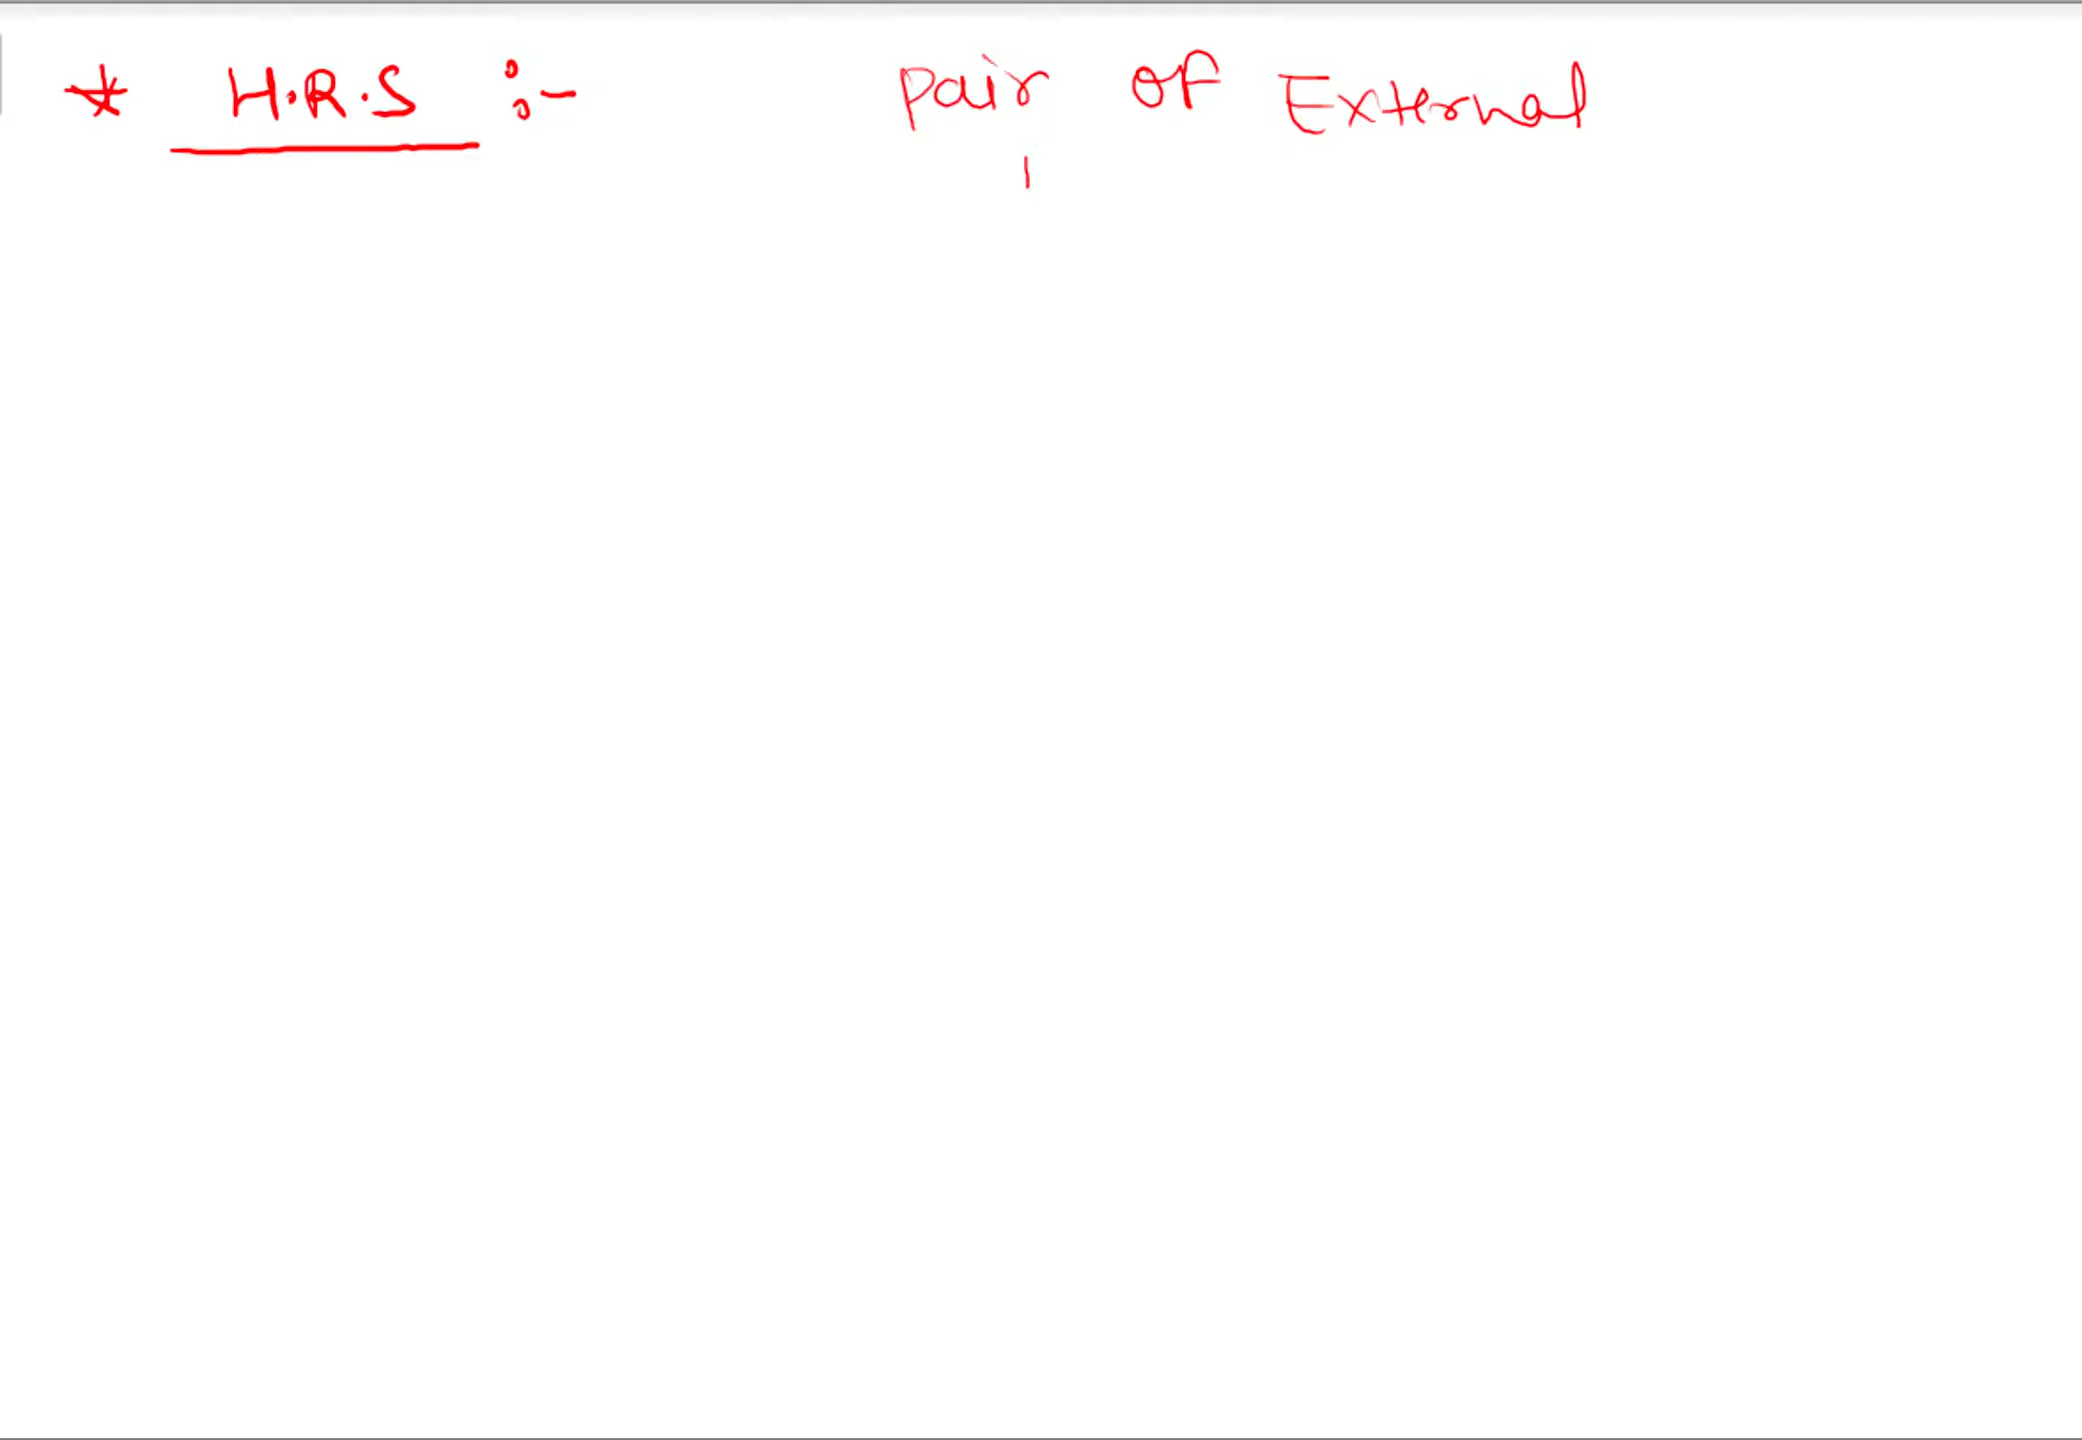 * H.R.S :- Pair of External